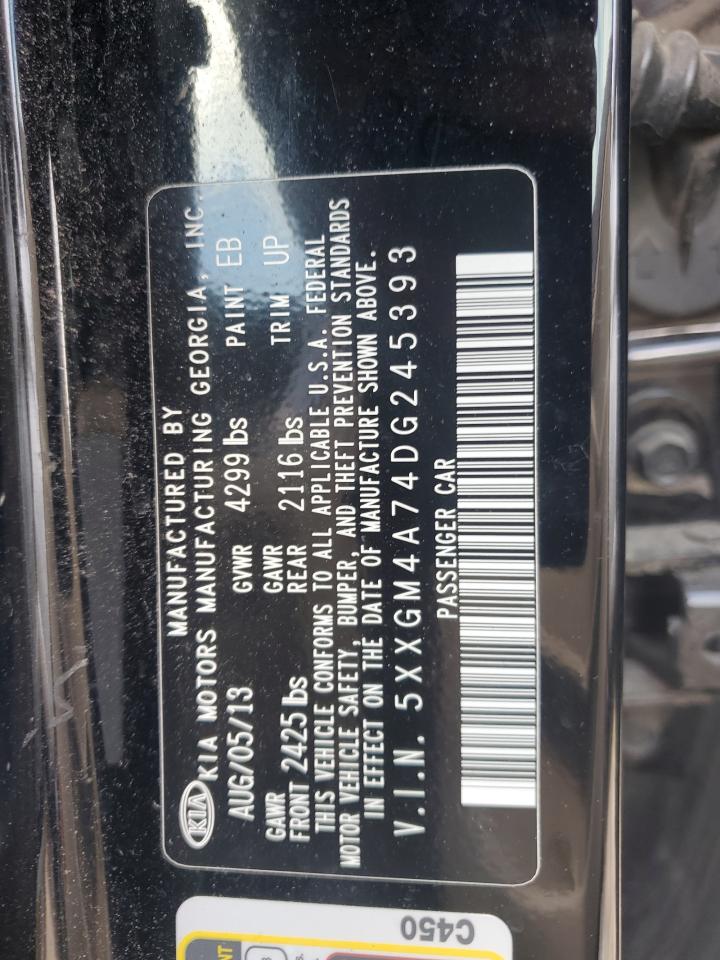 MANUFACTURED BY
KIA KIA MOTORS MANUFACTURING GEORGIA, INC.
AUG/05/13 GVWR 4299 lbs PAINT EB
GAWR FRONT 2425 lbs GAWR REAR 2116 lbs TRIM UP
THIS VEHICLE CONFORMS TO ALL APPLICABLE U.S.A. FEDERAL
MOTOR VEHICLE SAFETY, BUMPER, AND THEFT PREVENTION STANDARDS
IN EFFECT ON THE DATE OF MANUFACTURE SHOWN ABOVE.
V.I.N. 5XXGM4A74DG245393
PASSENGER CAR
C450